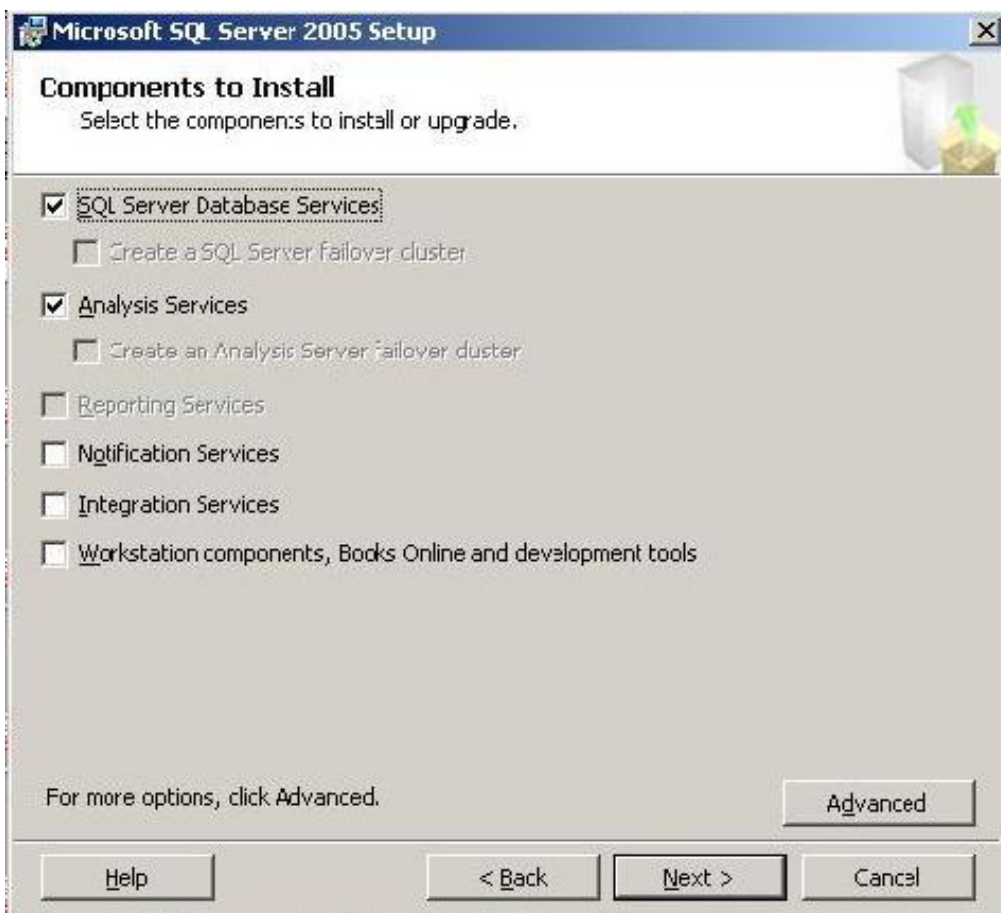 Microsoft SQL Server 2005 Setup
Components to Install
Select the components to install or upgrade.
SQL Server Database Services
Create a SQL Server failover cluster
Analysis Services
Create an Analysis Server failover cluster
Reporting Services
Notification Services
Integration Services
Workstation components, Books Online and development tools
For more options, click Advanced.
Advanced
Help
< Back
Next >
Cancel